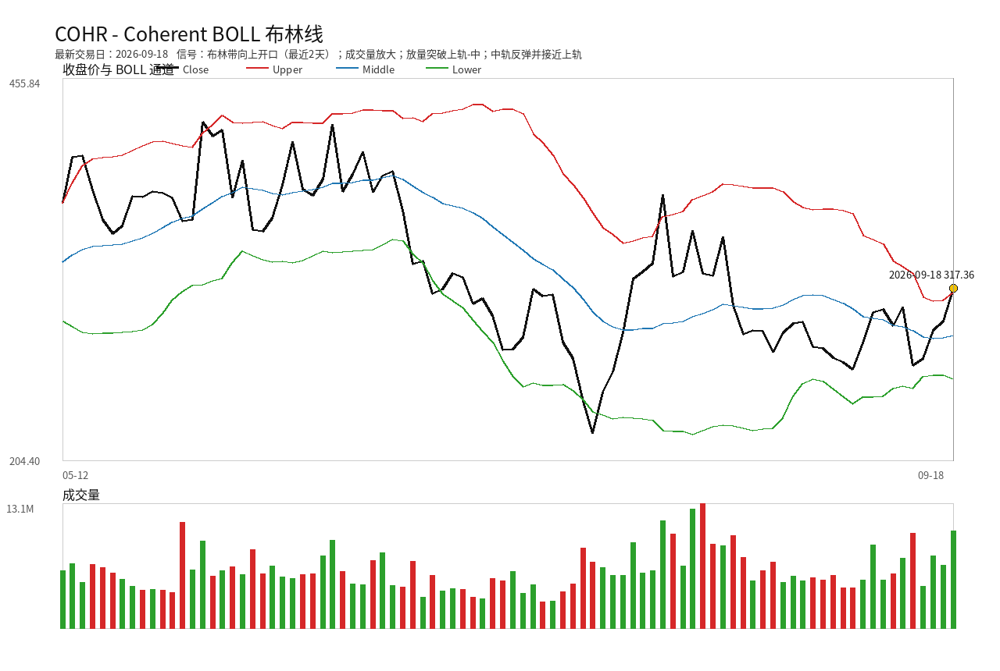 COHR - Coherent BOLL 布林线
最新交易日：2026-09-18 信号：布林带向上开口（最近2天）；成交量放大；放量突破上轨-中；中轨反弹并接近上轨
收盘价与 BOLL 通道 Close Upper Middle Lower
455.84
2026-09-18 317.36
204.40
05-12 09-18
成交量
13.1M